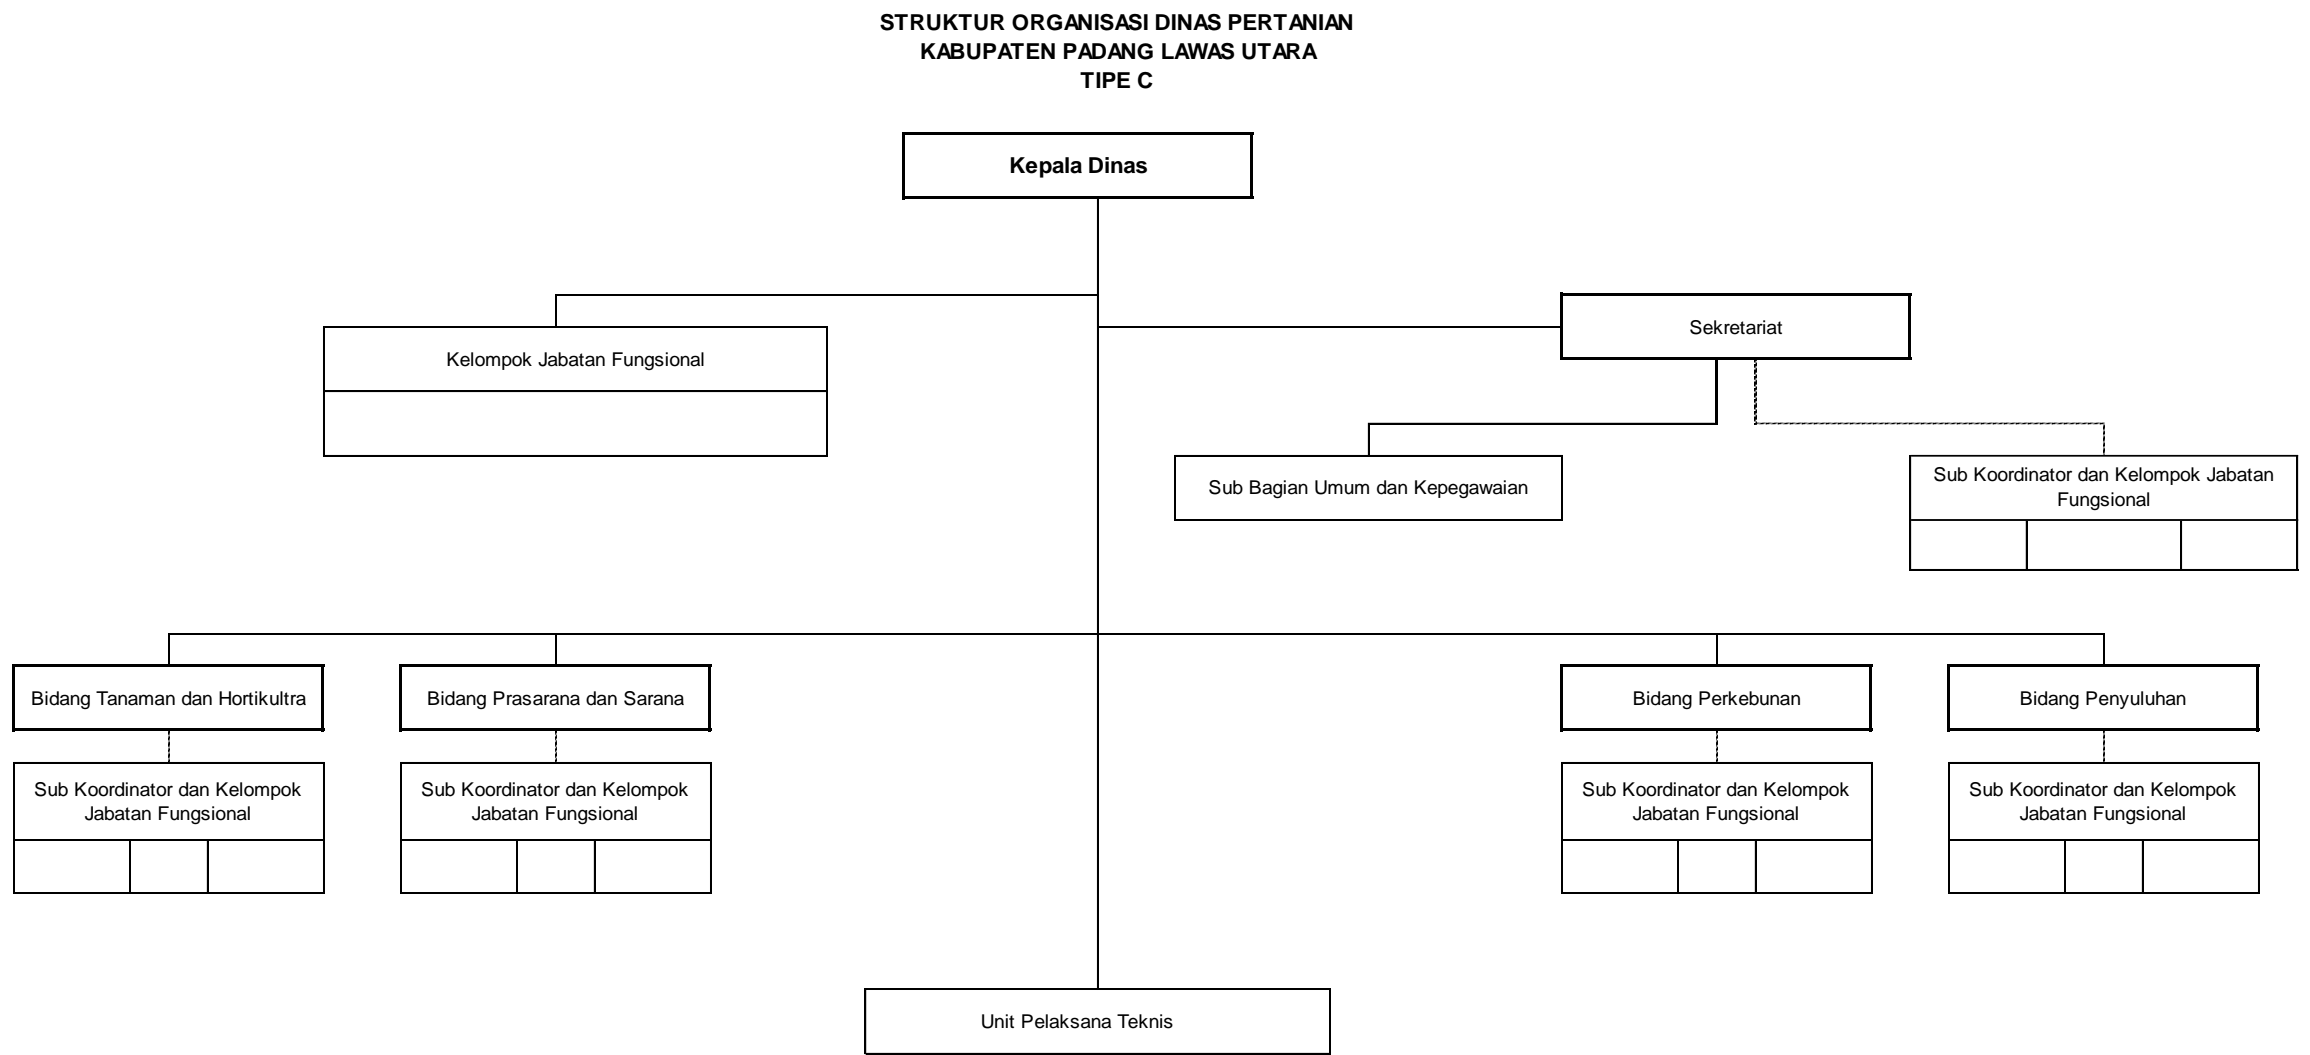 STRUKTUR ORGANISASI DINAS PERTANIAN
KABUPATEN PADANG LAWAS UTARA
TIPE C
Kepala Dinas
Sekretariat
Kelompok Jabatan Fungsional
Sub Bagian Umum dan Kepegawaian
Sub Koordinator dan Kelompok Jabatan
Fungsional
Bidang Tanaman dan Hortikultra
Bidang Prasarana dan Sarana
Bidang Perkebunan
Bidang Penyuluhan
Sub Koordinator dan Kelompok
Jabatan Fungsional
Sub Koordinator dan Kelompok
Jabatan Fungsional
Sub Koordinator dan Kelompok
Jabatan Fungsional
Sub Koordinator dan Kelompok
Jabatan Fungsional
Unit Pelaksana Teknis